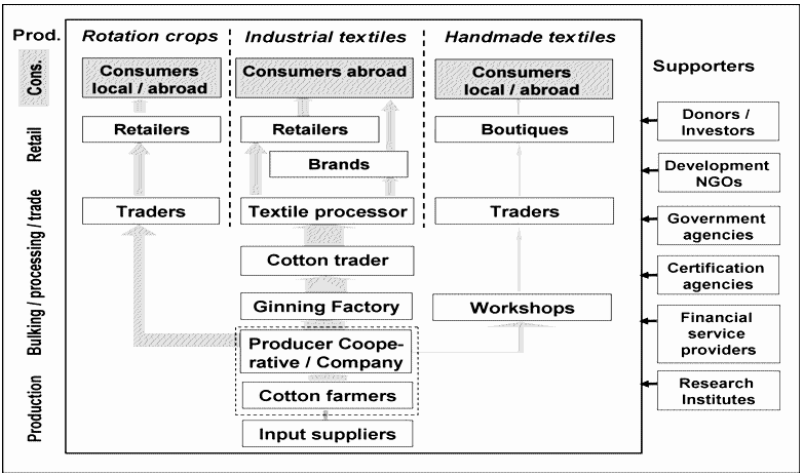 Prod.
Rotation crops
Industrial textiles
Handmade textiles
Cons.
Consumers
local / abroad
Consumers abroad
Consumers
local / abroad
Supporters
Retail
Retailers
Retailers
Boutiques
Donors /
Investors
Brands
Development
NGOs
Bulking / processing / trade
Traders
Textile processor
Traders
Government
agencies
Cotton trader
Certification
agencies
Ginning Factory
Workshops
Financial
service
providers
Producer Coope-
rative / Company
Production
Cotton farmers
Research
Institutes
Input suppliers